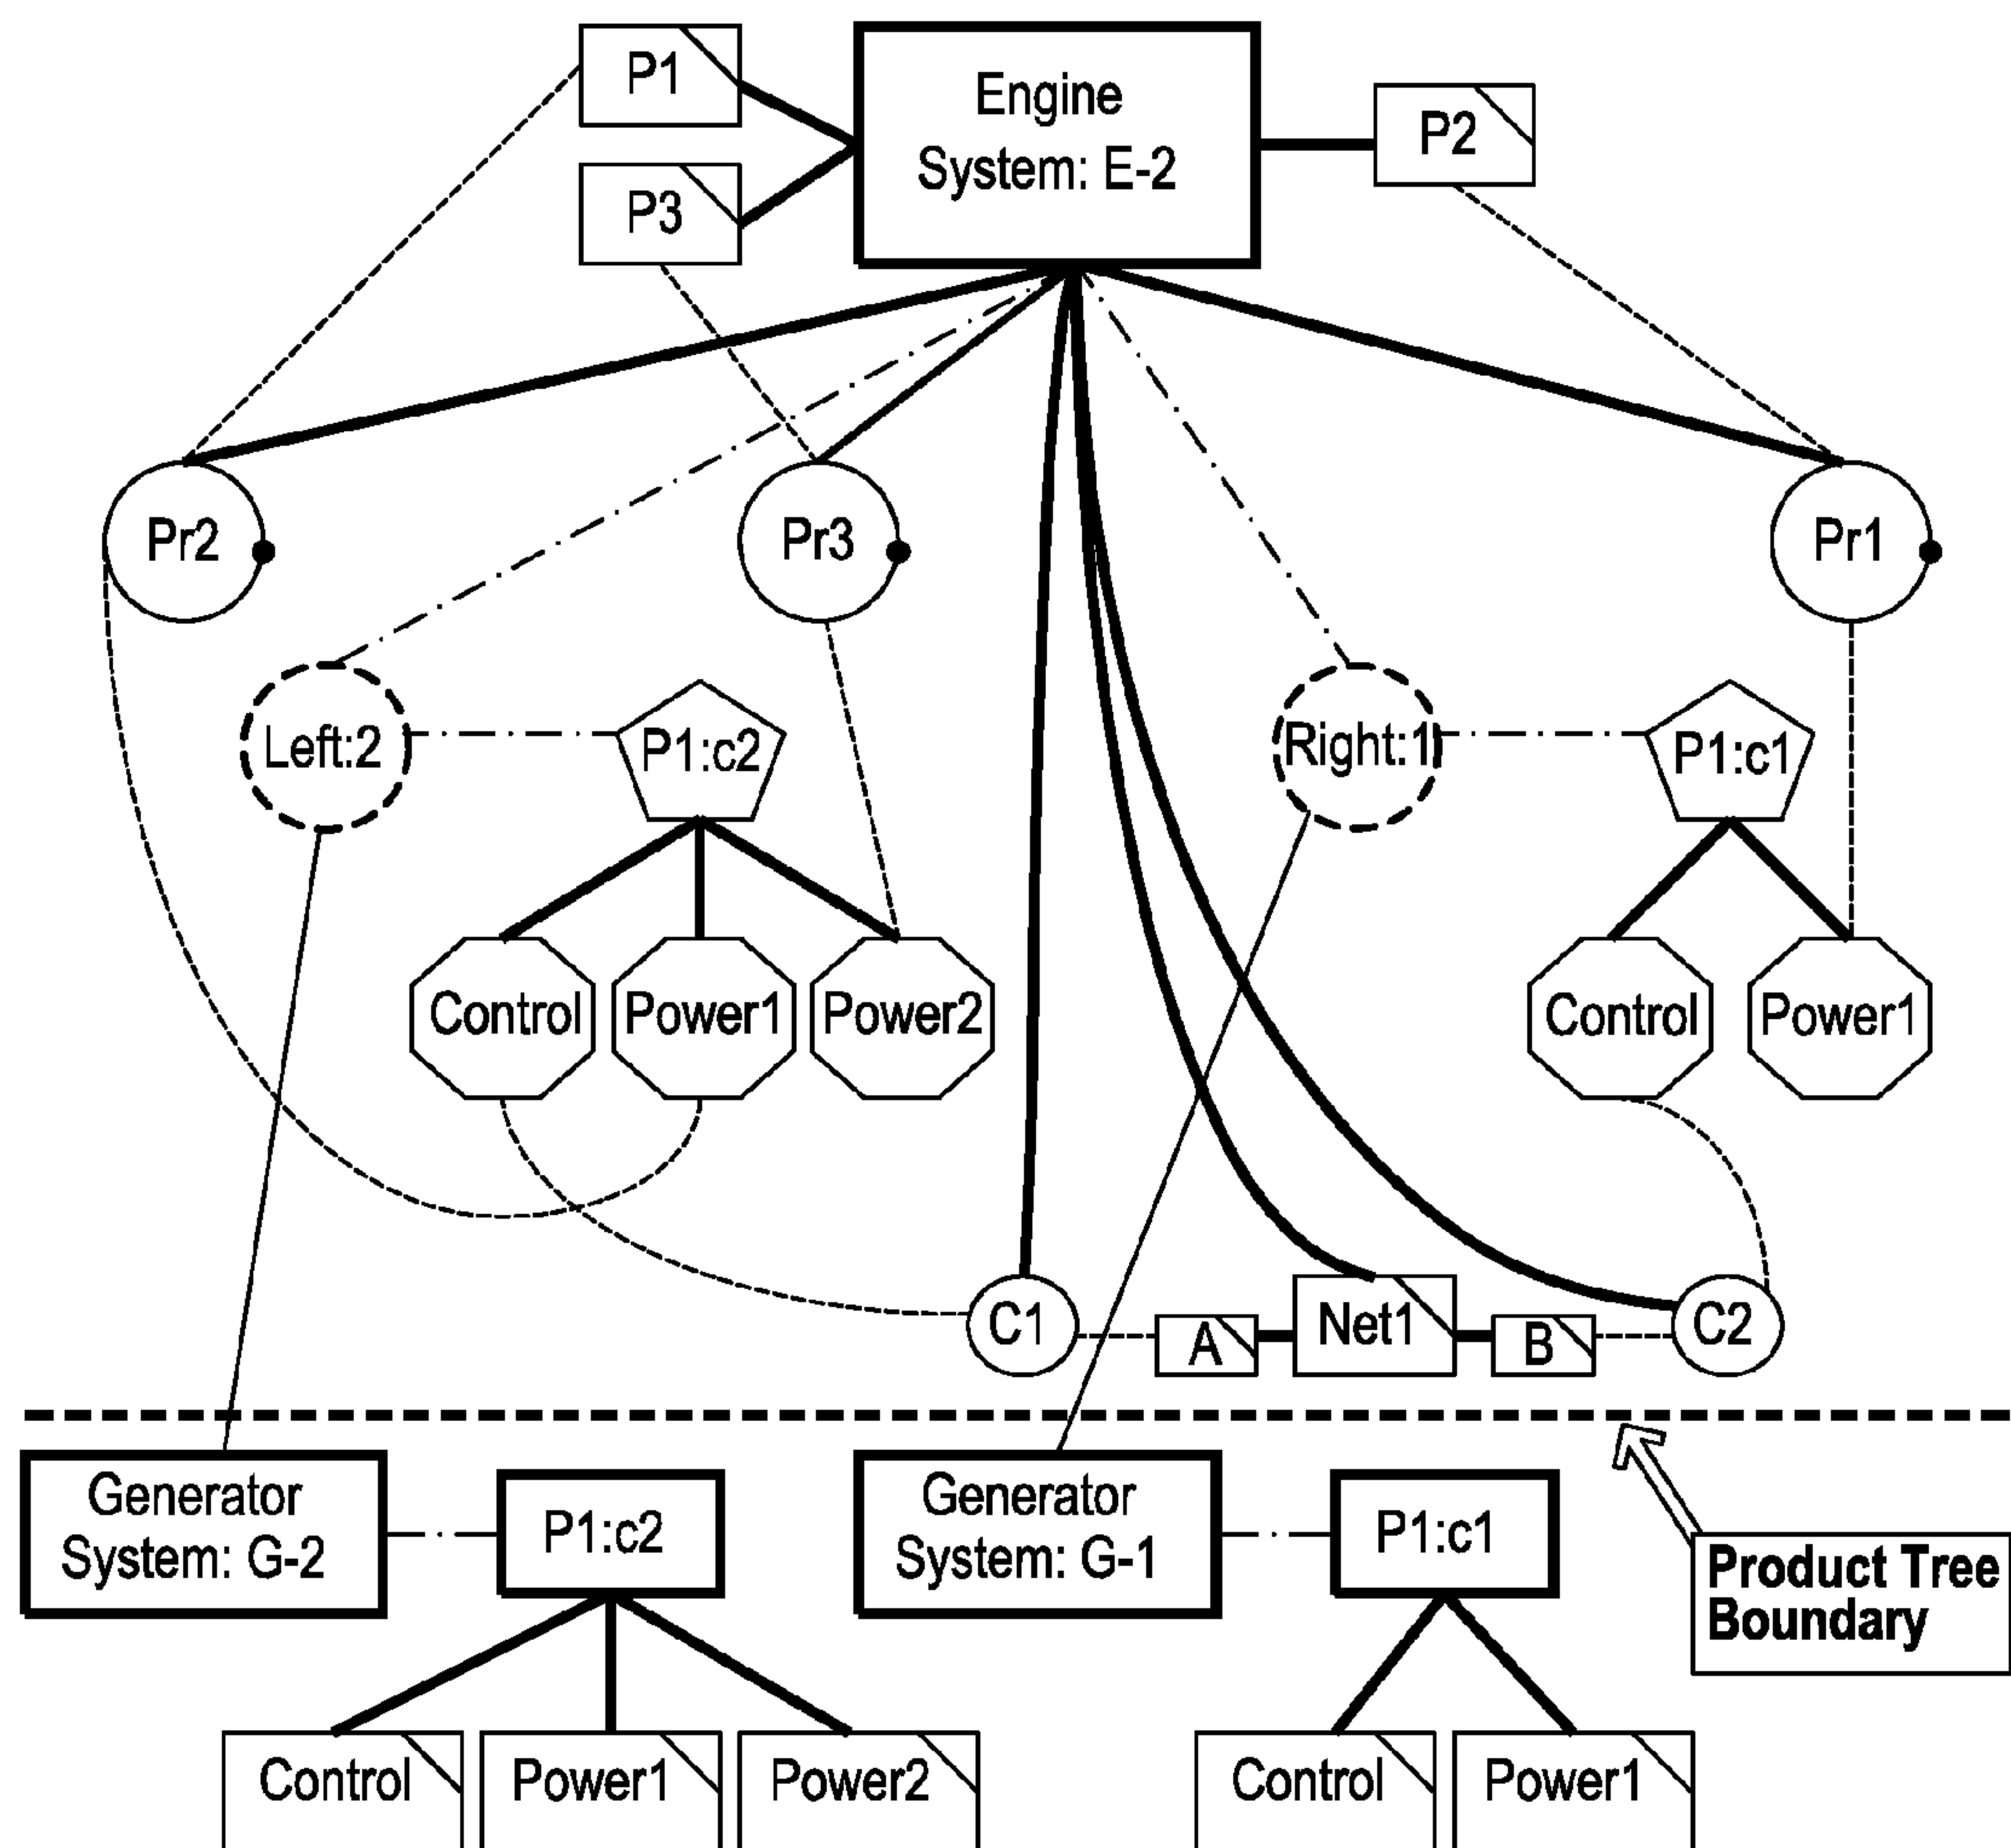 P1
Engine
System: E-2
P2
P3
Pr2
Pr3
Pr1
Left:2
P1:c2
Right:1
P1:c1
Control
Power1
Power2
Control
Power1
C1
A
Net1
B
C2
Generator
System: G-2
P1:c2
Generator
System: G-1
P1:c1
Product Tree
Boundary
Control
Power1
Power2
Control
Power1